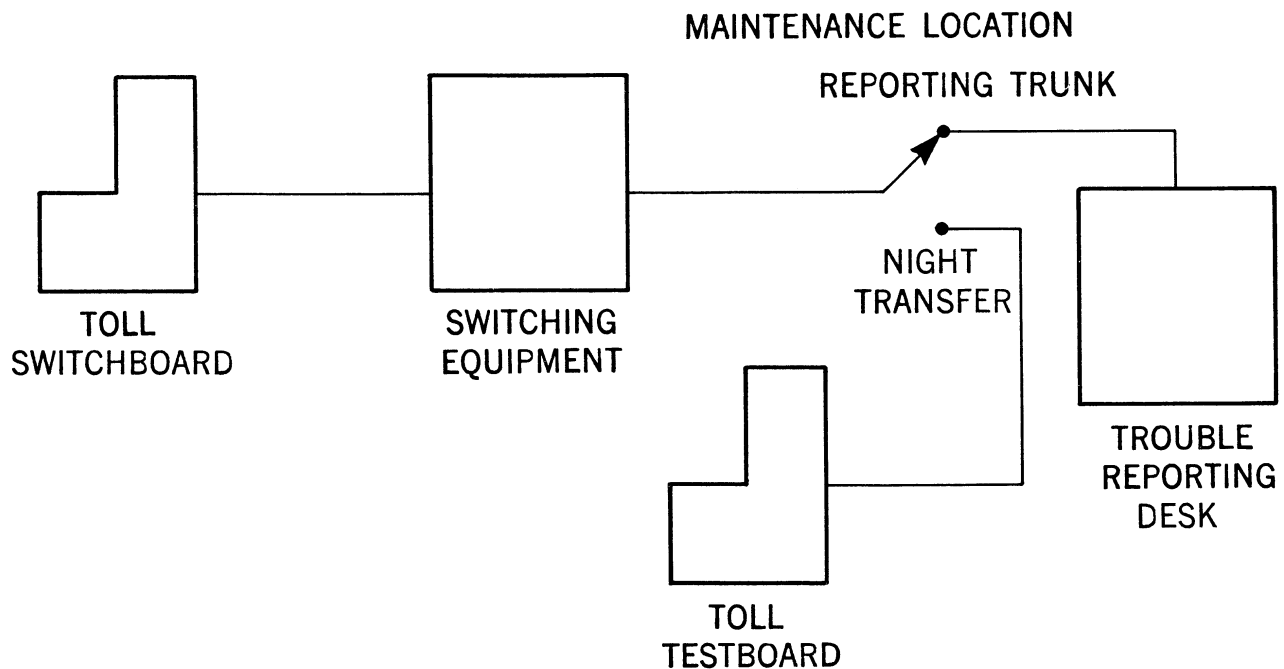 MAINTENANCE LOCATION
REPORTING TRUNK
NIGHT
TRANSFER
TOLL
SWITCHBOARD
SWITCHING
EQUIPMENT
TROUBLE
REPORTING
DESK
TOLL
TESTBOARD